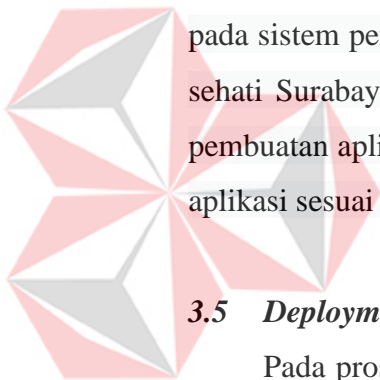 pada sistem pe
sehati Surabay
pembuatan apli
aplikasi sesuai
3.5 Deploym
Pada pro